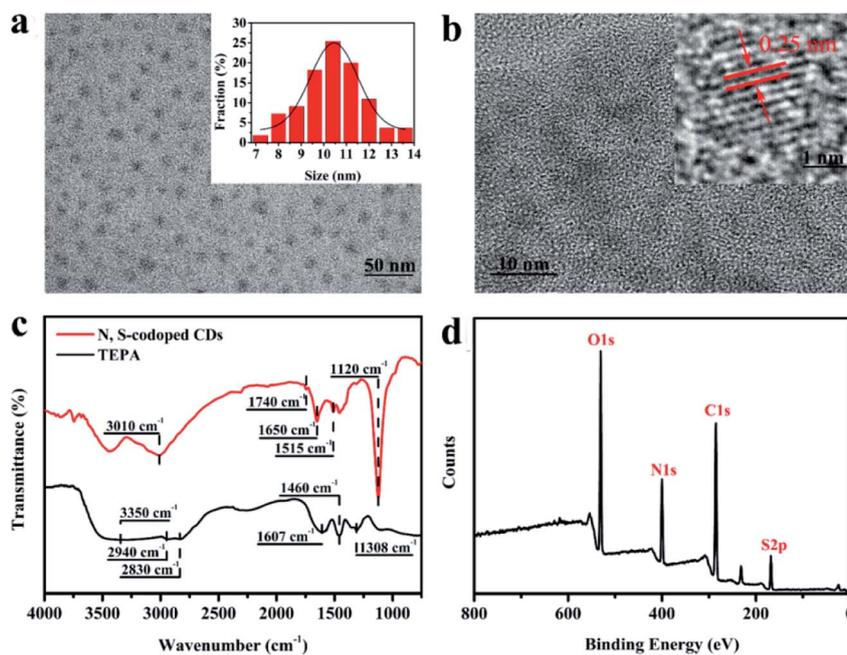 a
30
25
20
15
10
5
0
Fraction (%)
7 8 9 10 11 12 13 14
Size (nm)
50 nm
b
0.25 nm
1 nm
10 nm
c
N, S-codoped CDs
TEPA
1120 cm-1
1740 cm-1
3010 cm-1
1650 cm-1
1515 cm-1
1460 cm-1
3350 cm-1
1607 cm-1
1308 cm-1
2940 cm-1
2830 cm-1
Transmittance (%)
4000 3500 3000 2500 2000 1500 1000
Wavenumber (cm-1)
d
O1s
C1s
N1s
S2p
Counts
800 600 400 200 0
Binding Energy (eV)